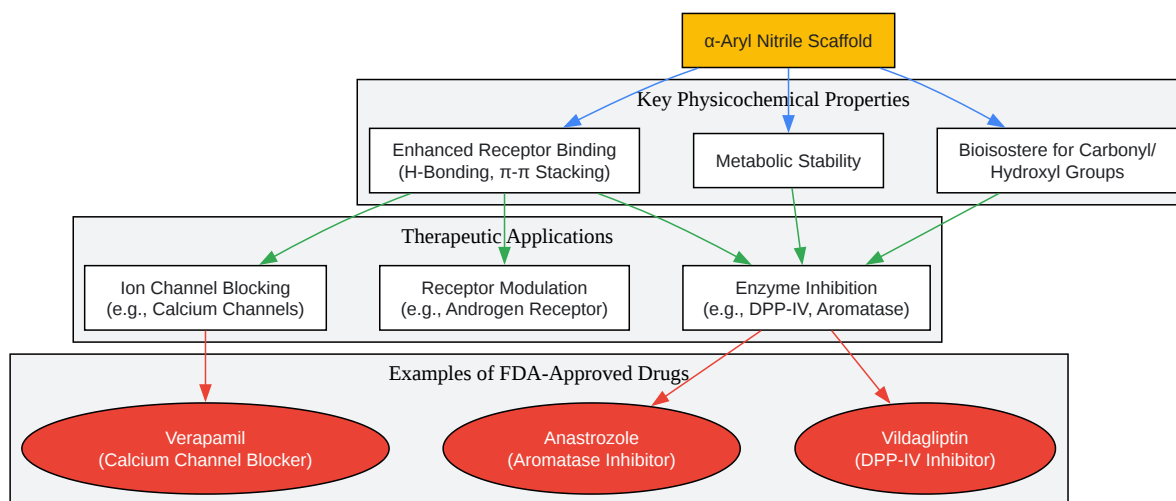 α-Aryl Nitrile Scaffold
Key Physicochemical Properties
Enhanced Receptor Binding
(H-Bonding, π-π Stacking)
Metabolic Stability
Bioisostere for Carbonyl/
Hydroxyl Groups
Therapeutic Applications
Ion Channel Blocking
(e.g., Calcium Channels)
Receptor Modulation
(e.g., Androgen Receptor)
Enzyme Inhibition
(e.g., DPP-IV, Aromatase)
Examples of FDA-Approved Drugs
Verapamil
(Calcium Channel Blocker)
Anastrozole
(Aromatase Inhibitor)
Vildagliptin
(DPP-IV Inhibitor)